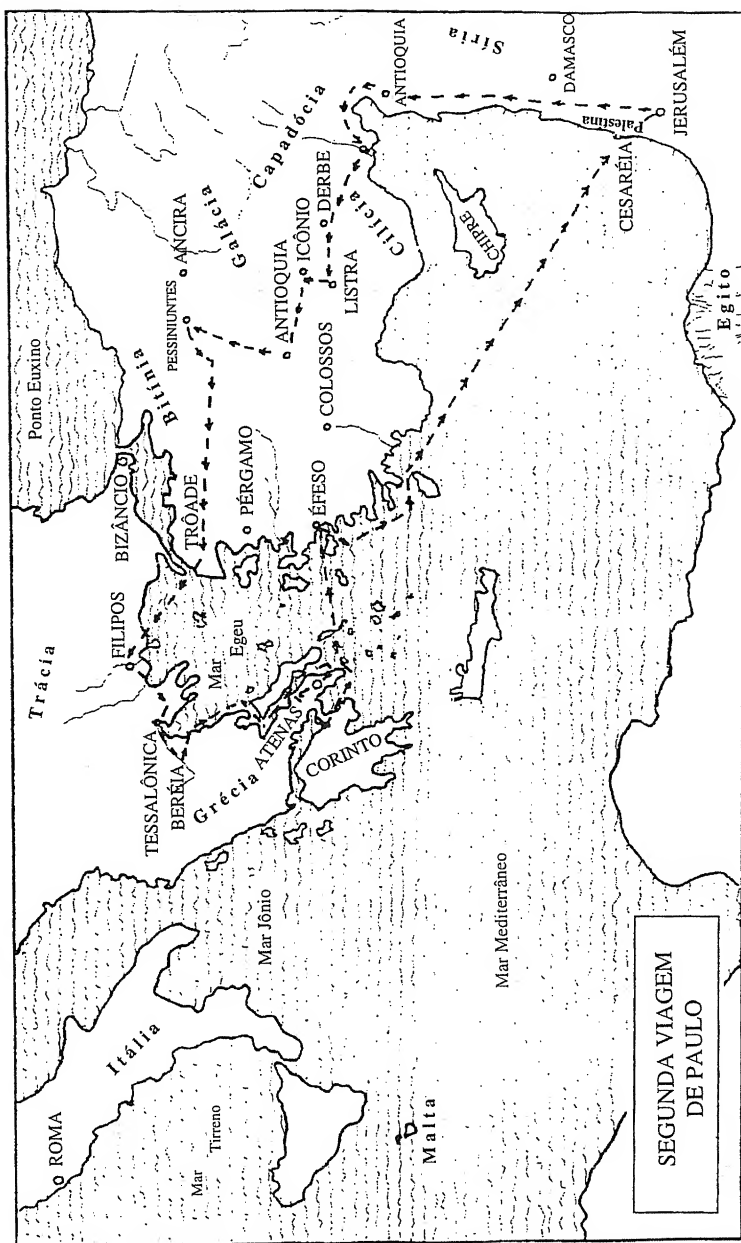 Ponto Euxino
Trácia
BIZÂNCIO
Bitínia
FILIPOS
TESSALÔNICA
BERÉIA
TRÔADE
PESSINIUNTES
ANCIRA
Galácia
Capadócia
Mar
Egeu
PÉRGAMO
ANTIOQUIA
ICÔNIO
DERBE
LISTRA
Cilícia
COLOSSOS
ÉFESO
Grécia
ATENAS
CORINTO
ROMA
Itália
Mar
Tirreno
Mar Jônio
Malta
Mar Mediterrâneo
CHIPRE
ANTIOQUIA
Síria
DAMASCO
Palestina
CESARÉIA
JERUSALÉM
Egito
SEGUNDA VIAGEM
DE PAULO